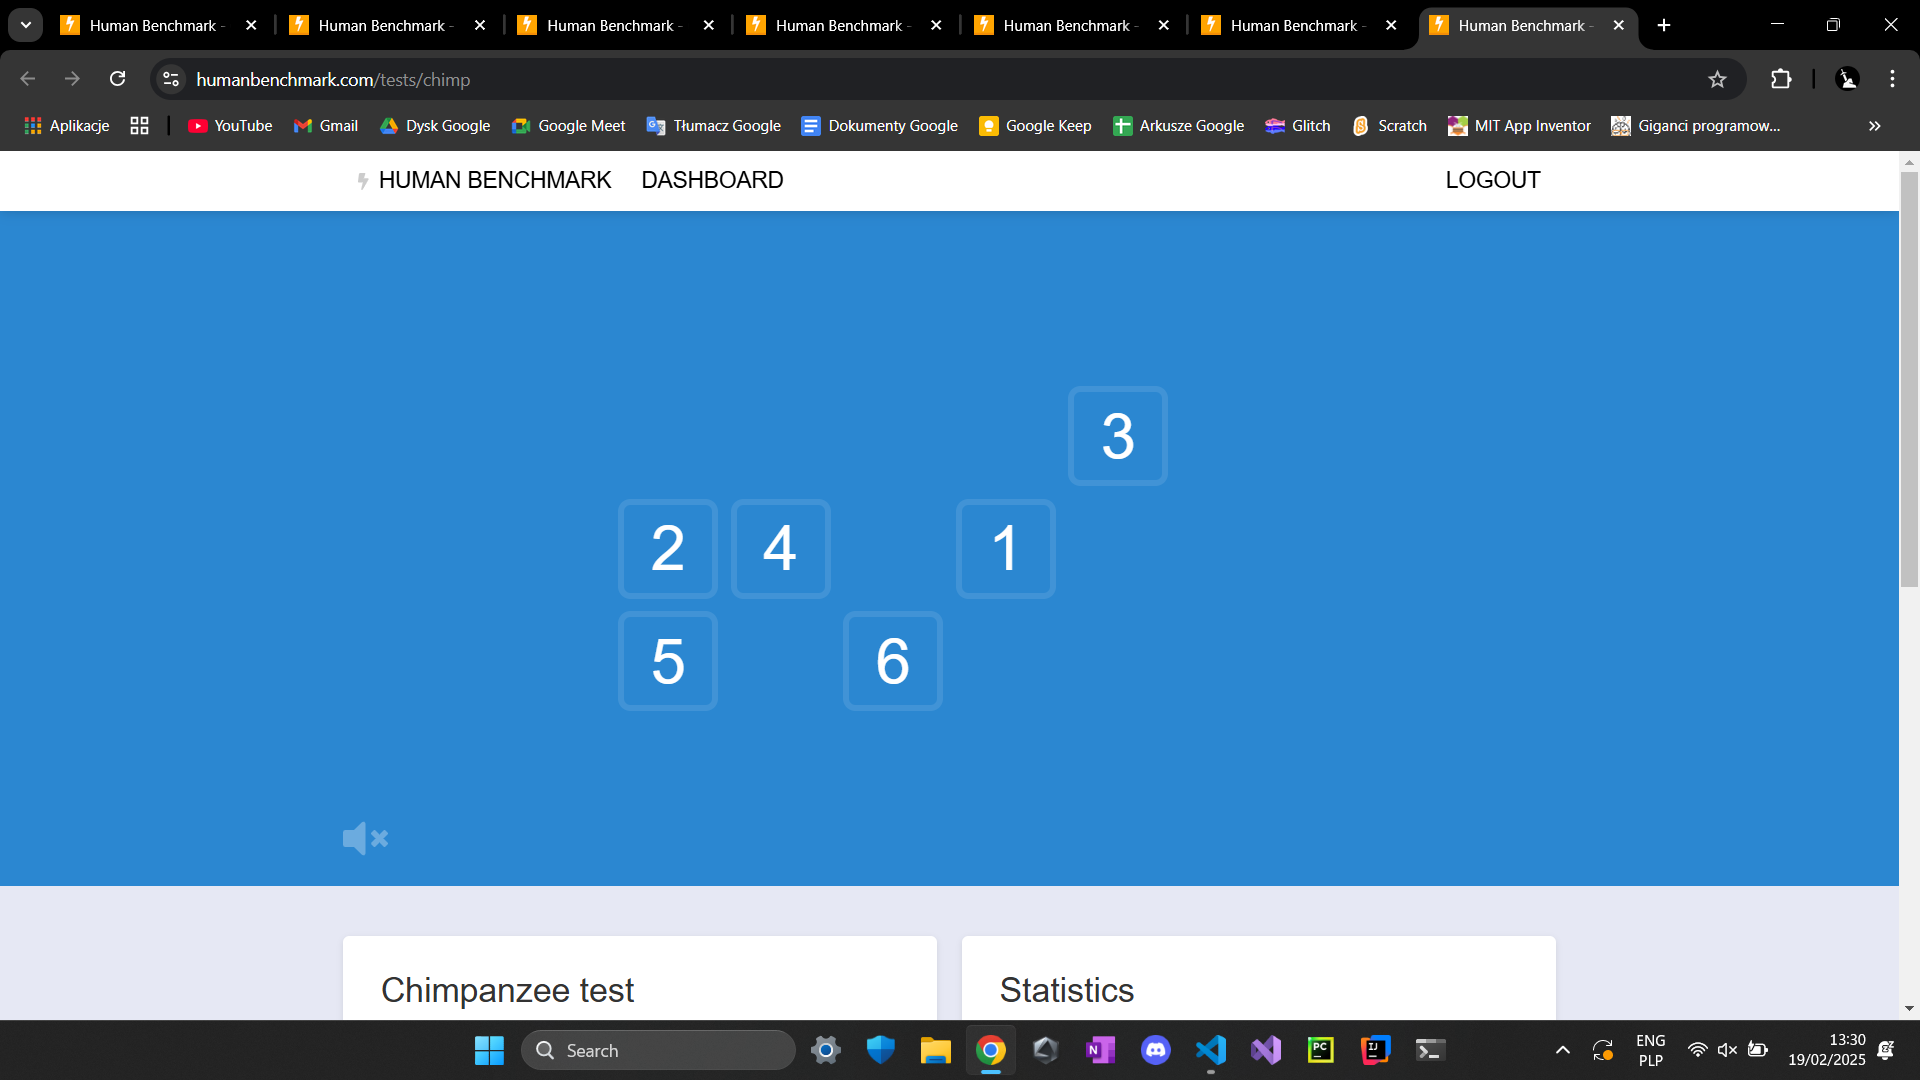 Human Benchmark - Human Benchmark - Human Benchmark - Human Benchmark - Human Benchmark - Human Benchmark - Human Benchmark -
humanbenchmark.com/tests/chimp
Aplikacje YouTube Gmail Dysk Google Google Meet Tłumacz Google Dokumenty Google Google Keep Arkusze Google Glitch Scratch MIT App Inventor Giganci programow...
HUMAN BENCHMARK DASHBOARD LOGOUT
3
2 4 1
5 6
Chimpanzee test Statistics
Search
ENG 13:30
PLP 19/02/2025